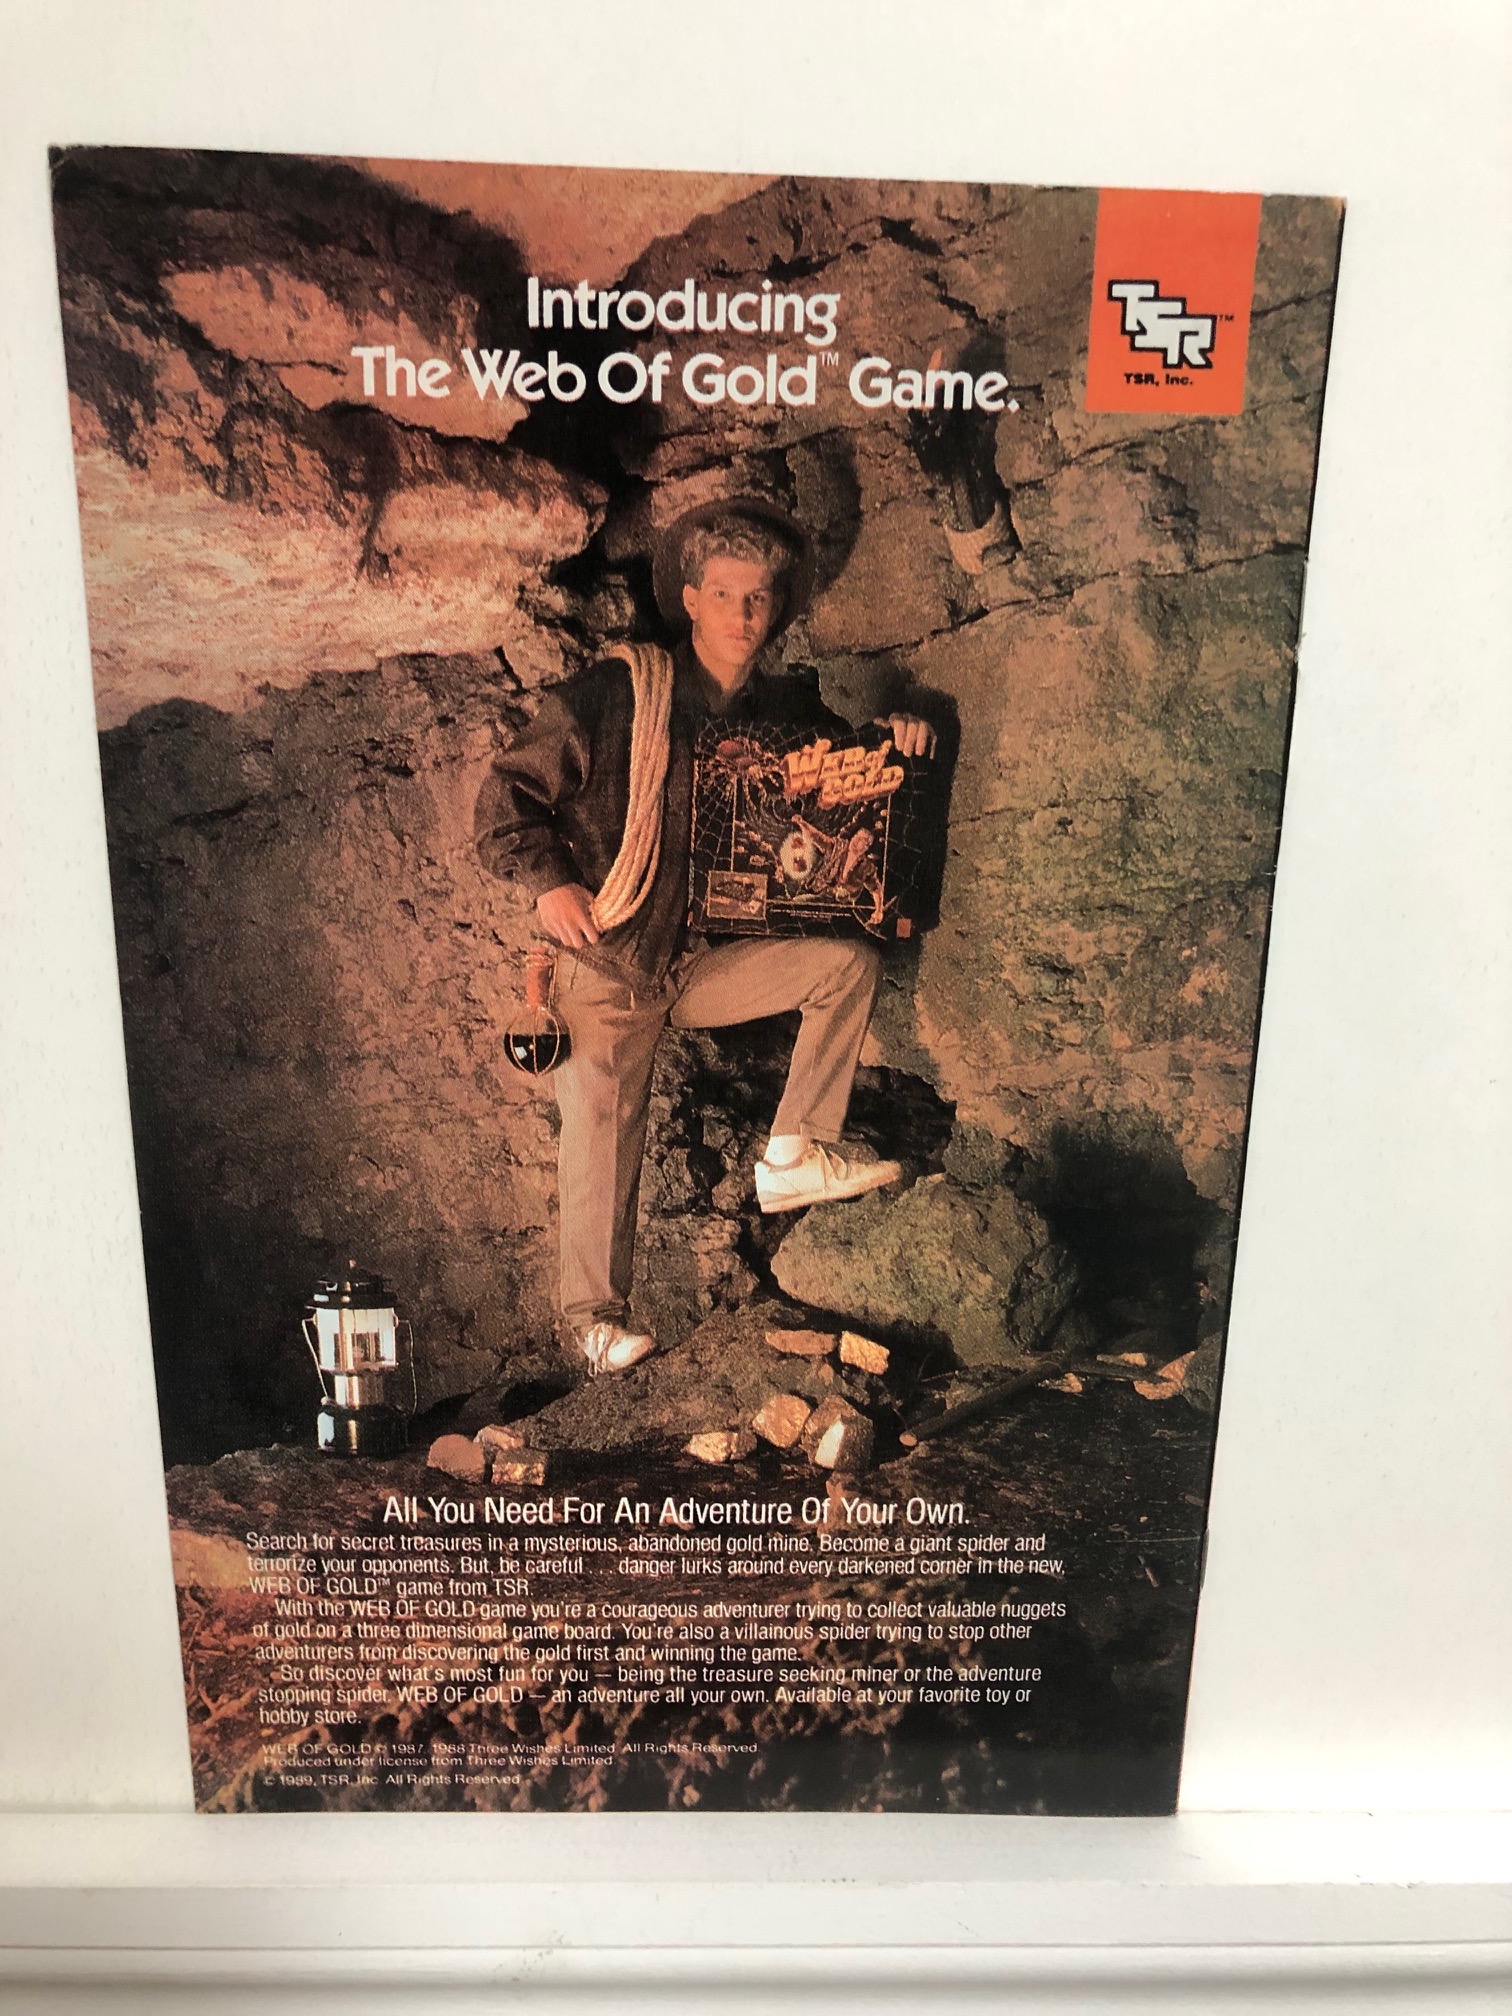 Introducing
The Web Of Gold™ Game.
TSR™
TSR, Inc.
WEB OF
GOLD
All You Need For An Adventure Of Your Own.
Search for secret treasures in a mysterious, abandoned gold mine. Become a giant spider and
terrorize your opponents. But, be careful . . . danger lurks around every darkened corner in the new,
WEB OF GOLD™ game from TSR.
With the WEB OF GOLD game you're a courageous adventurer trying to collect valuable nuggets
of gold on a three dimensional game board. You're also a villainous spider trying to stop other
adventurers from discovering the gold first and winning the game.
So discover what's most fun for you — being the treasure seeking miner or the adventure
stopping spider. WEB OF GOLD — an adventure all your own. Available at your favorite toy or
hobby store.
WEB OF GOLD © 1987, 1988 Three Wishes Limited. All Rights Reserved.
Produced under license from Three Wishes Limited.
© 1989, TSR, Inc. All Rights Reserved.